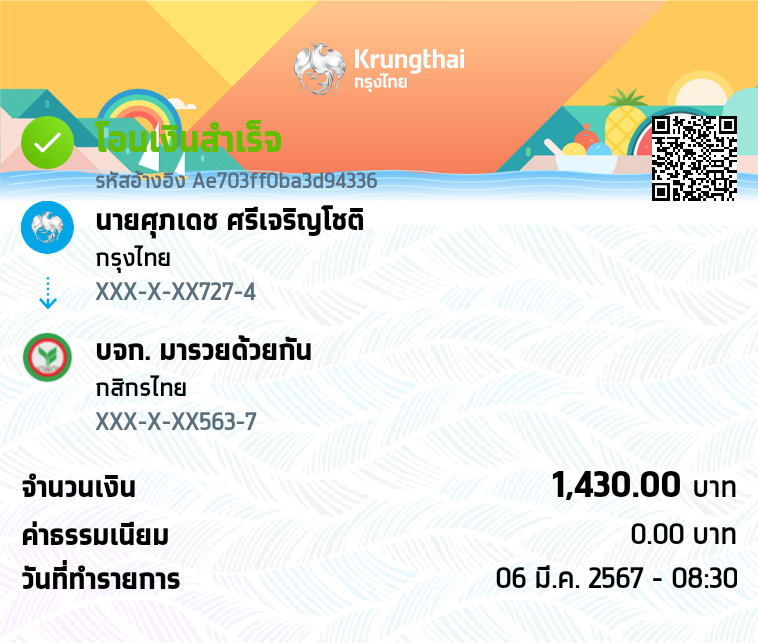 Krungthai
กรุงไทย
โอนเงินสำเร็จ
รหัสอ้างอิง Ae703ff0ba3d94336
นายศุภเดช ศรีเจริญโชติ
กรุงไทย
XXX-X-XX727-4
บจก. มารวยด้วยกัน
กสิกรไทย
XXX-X-XX563-7
จำนวนเงิน 1,430.00 บาท
ค่าธรรมเนียม 0.00 บาท
วันที่ทำรายการ 06 มี.ค. 2567 - 08:30